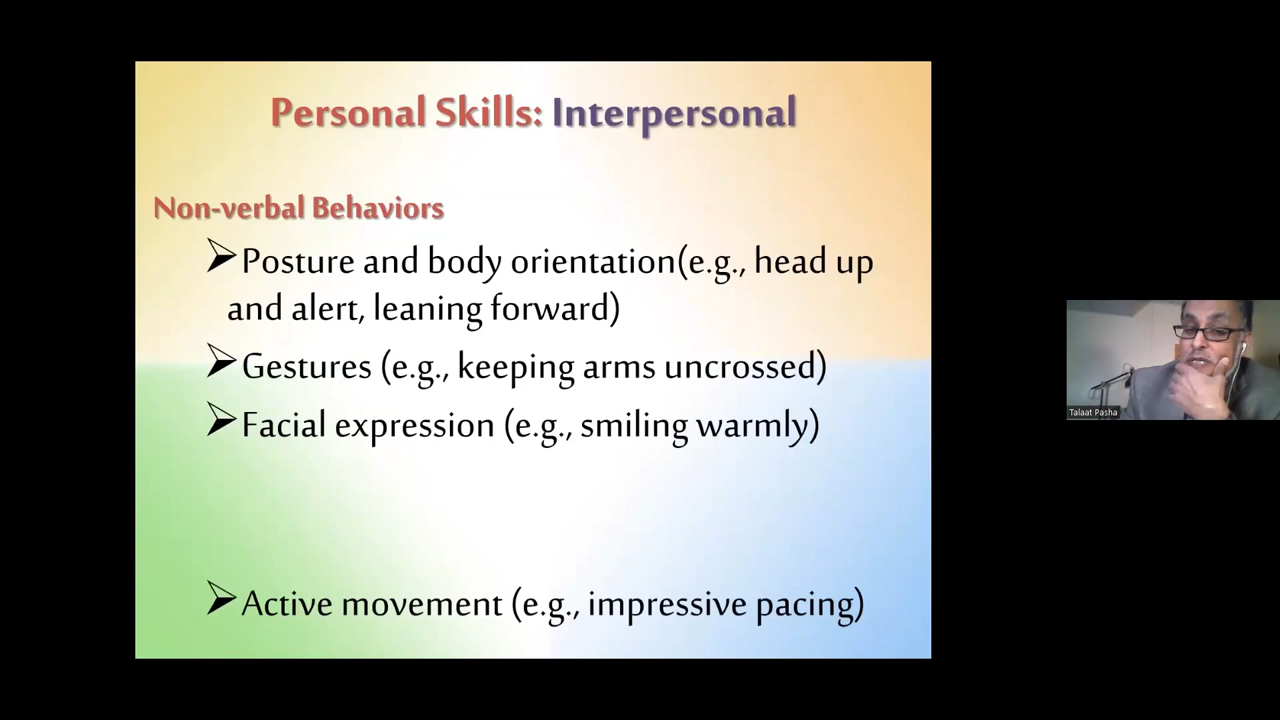 Personal Skills: Interpersonal
Non-verbal Behaviors
Posture and body orientation(e.g., head up
and alert, leaning forward)
Gestures (e.g., keeping arms uncrossed)
Facial expression (e.g., smiling warmly)
Active movement (e.g., impressive pacing)
Talaat Pasha